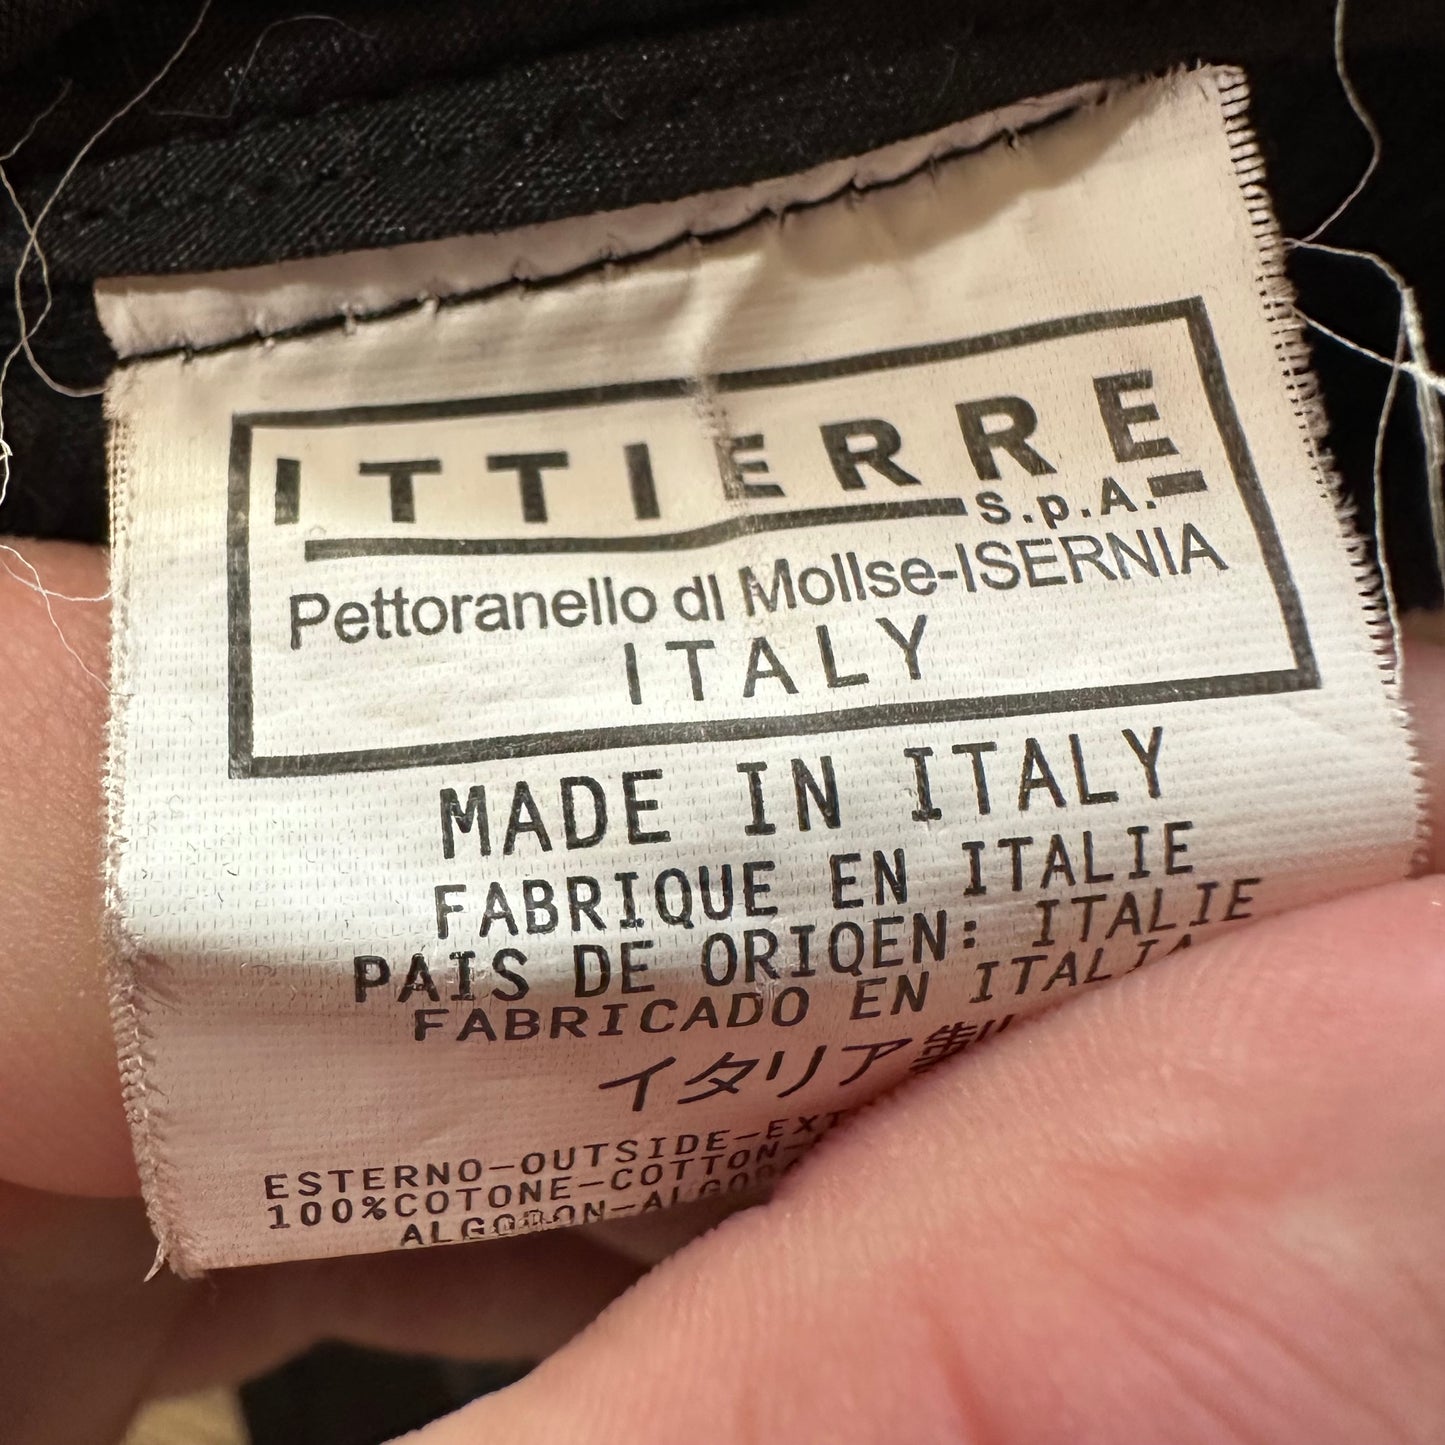 ITTIERRE
S.p.A.
Pettoranello dI MolIse-ISERNIA
ITALY
MADE IN ITALY
FABRIQUE EN ITALIE
PAIS DE ORIQEN: ITALIE
FABRICADO EN ITALIA
イタリア製
ESTERNO-OUTSIDE-EXT
100%COTONE-COTTON-
ALGODON-ALGO